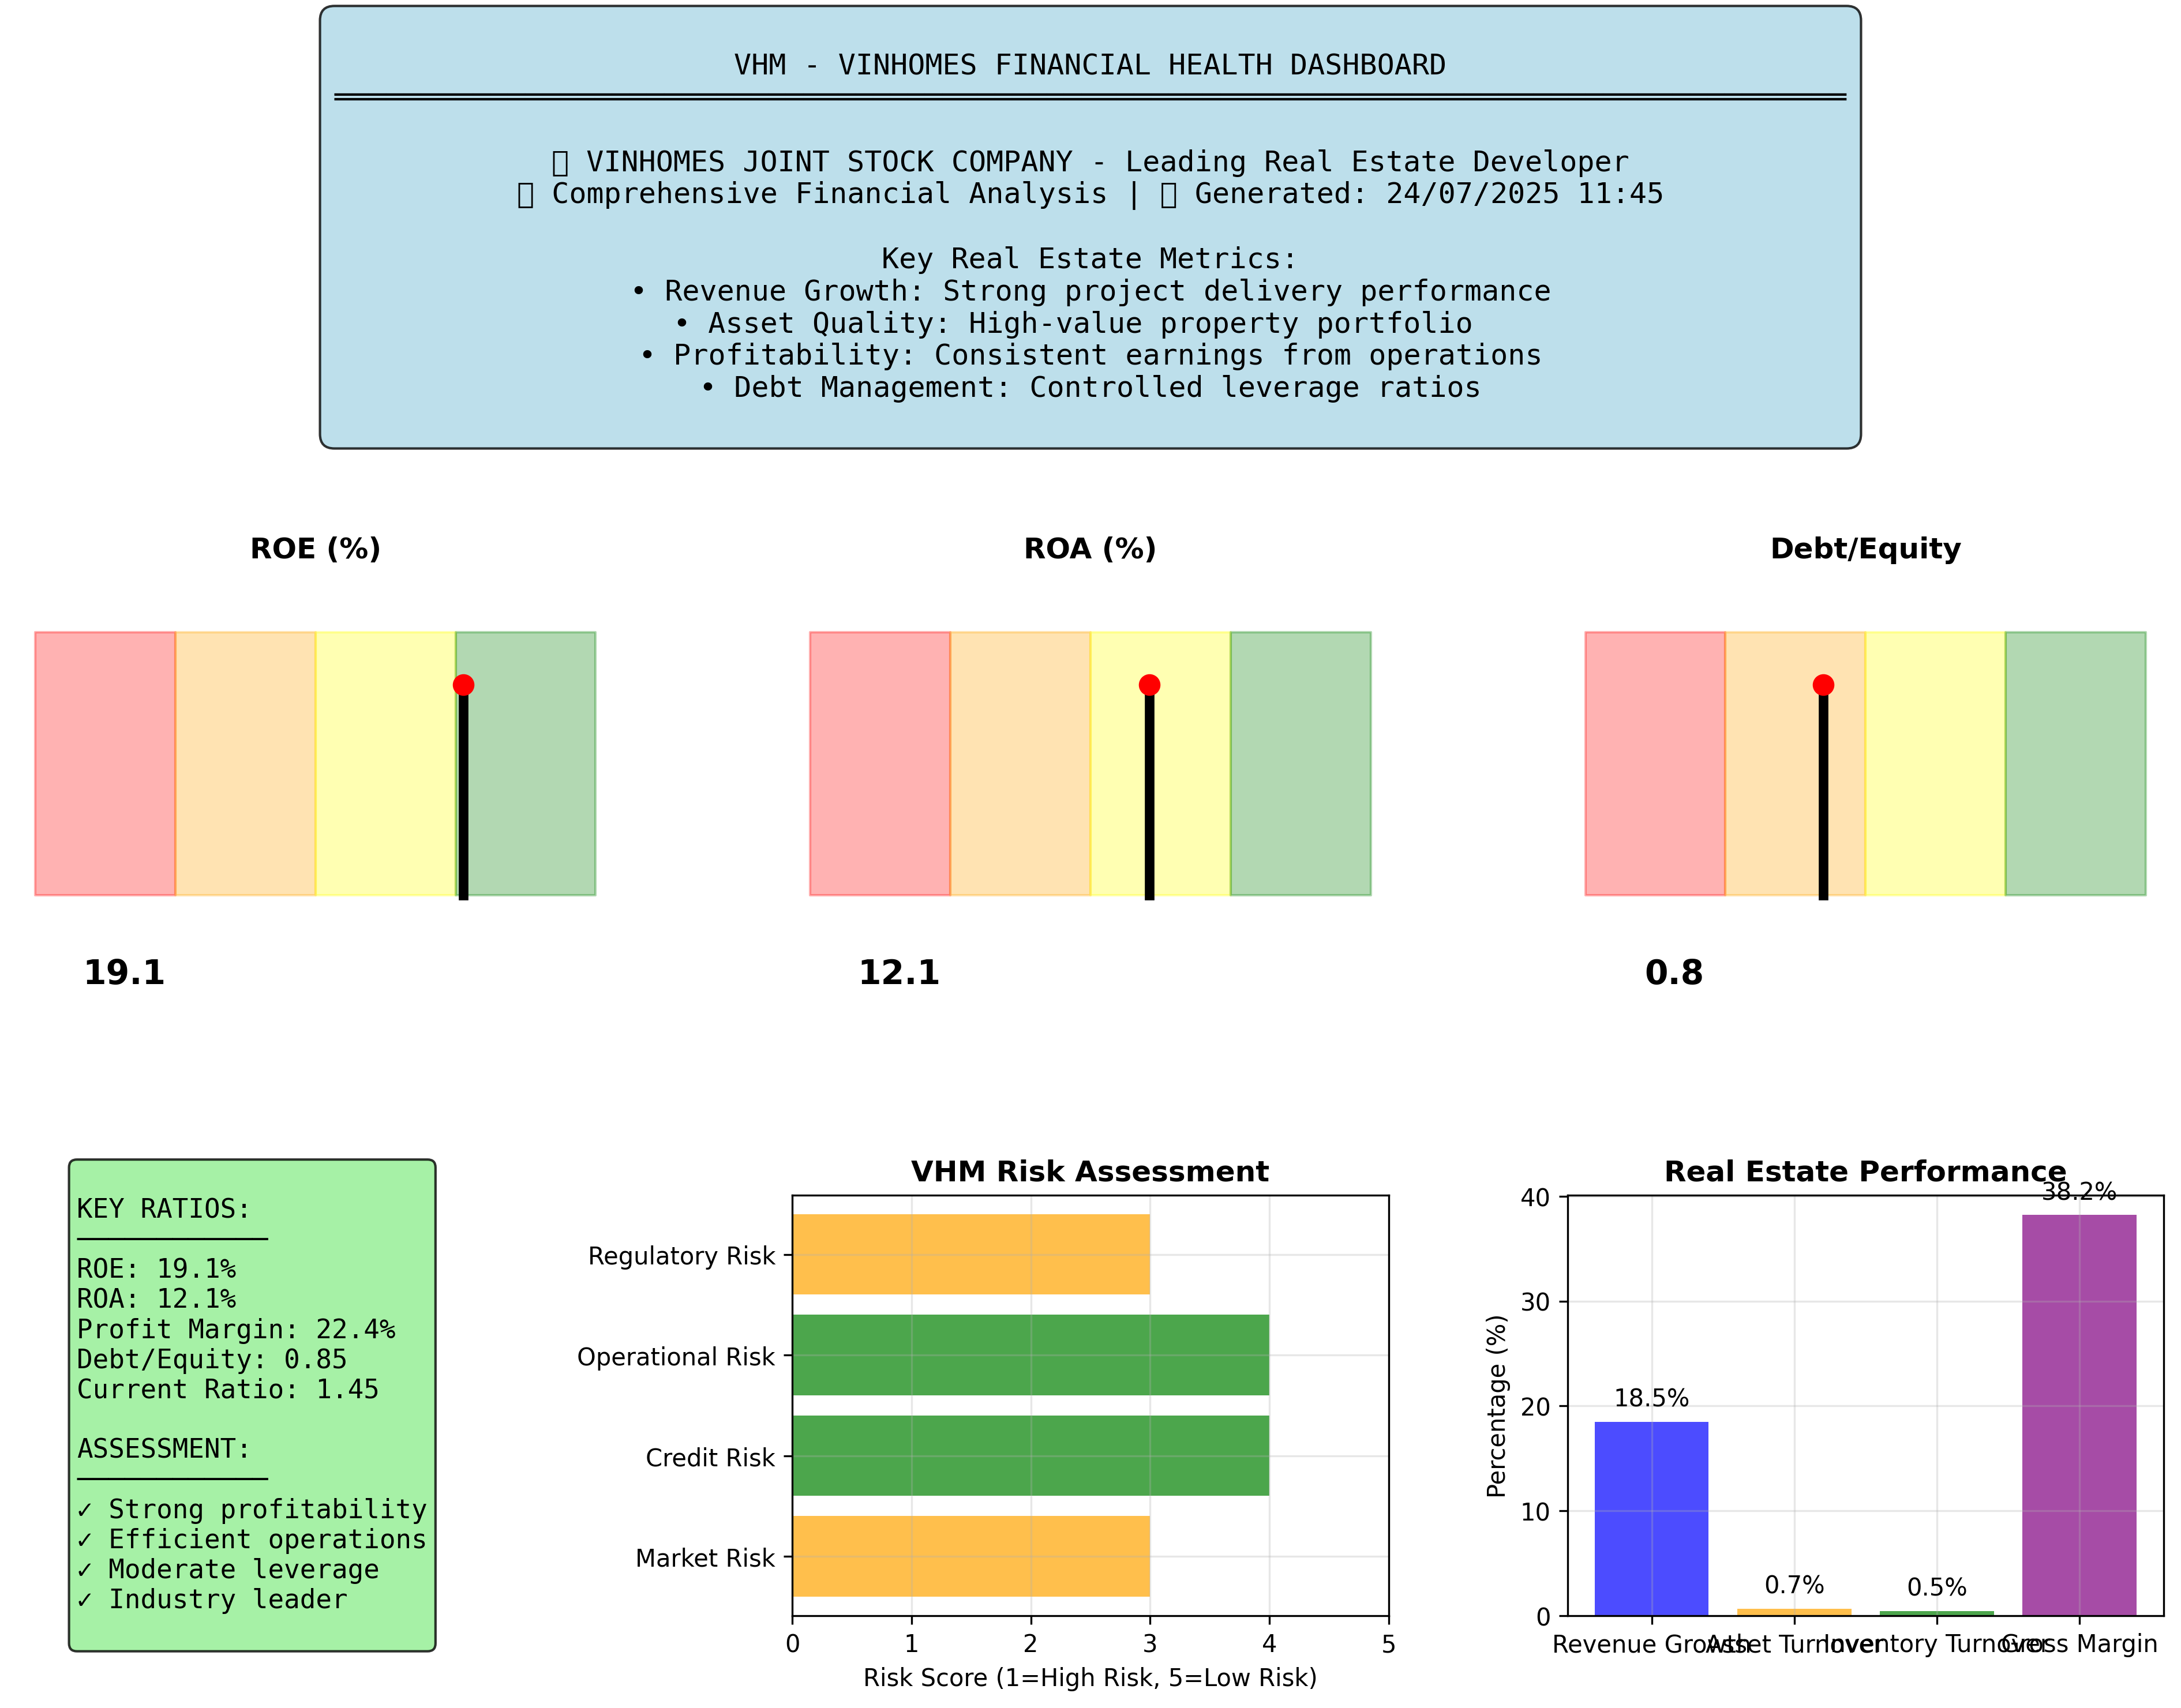 VHM - VINHOMES FINANCIAL HEALTH DASHBOARD
VINHOMES JOINT STOCK COMPANY - Leading Real Estate Developer
Comprehensive Financial Analysis | Generated: 24/07/2025 11:45
Key Real Estate Metrics:
• Revenue Growth: Strong project delivery performance
• Asset Quality: High-value property portfolio
• Profitability: Consistent earnings from operations
• Debt Management: Controlled leverage ratios
ROE (%)
19.1
ROA (%)
12.1
Debt/Equity
0.8
KEY RATIOS:
ROE: 19.1%
ROA: 12.1%
Profit Margin: 22.4%
Debt/Equity: 0.85
Current Ratio: 1.45
ASSESSMENT:
✓ Strong profitability
✓ Efficient operations
✓ Moderate leverage
✓ Industry leader
VHM Risk Assessment
Regulatory Risk
Operational Risk
Credit Risk
Market Risk
0 1 2 3 4 5
Risk Score (1=High Risk, 5=Low Risk)
Real Estate Performance
Percentage (%)
40
30
20
10
0
18.5%
0.7%
0.5%
38.2%
Revenue Growth
Asset Turnover
Inventory Turnover
Gross Margin